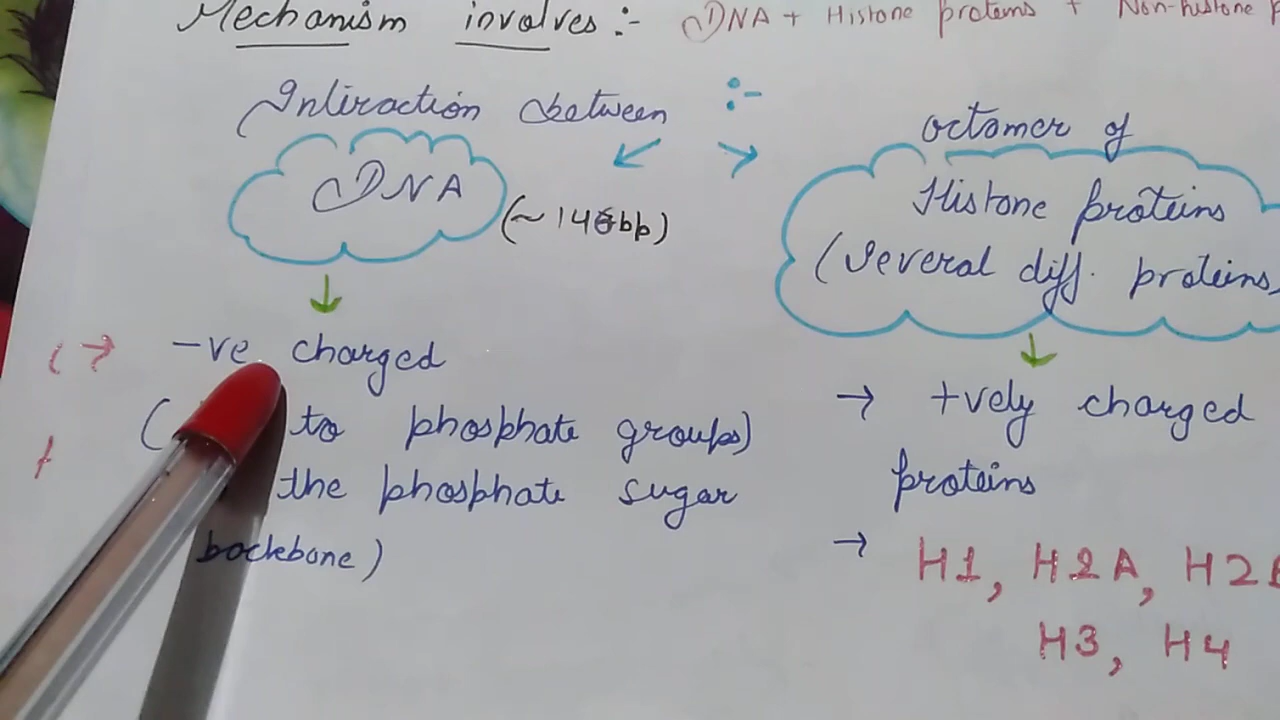 Mechanism involves :- DNA + Histone proteins + Non-histone
Interaction between :-
DNA
(~ 146bp)
-ve charged
( to phosphate groups)
the phosphate sugar
backbone)
octamer of
Histone proteins
(several diff. proteins)
→ +vely charged
proteins
→ H1, H2A, H2B
H3, H4